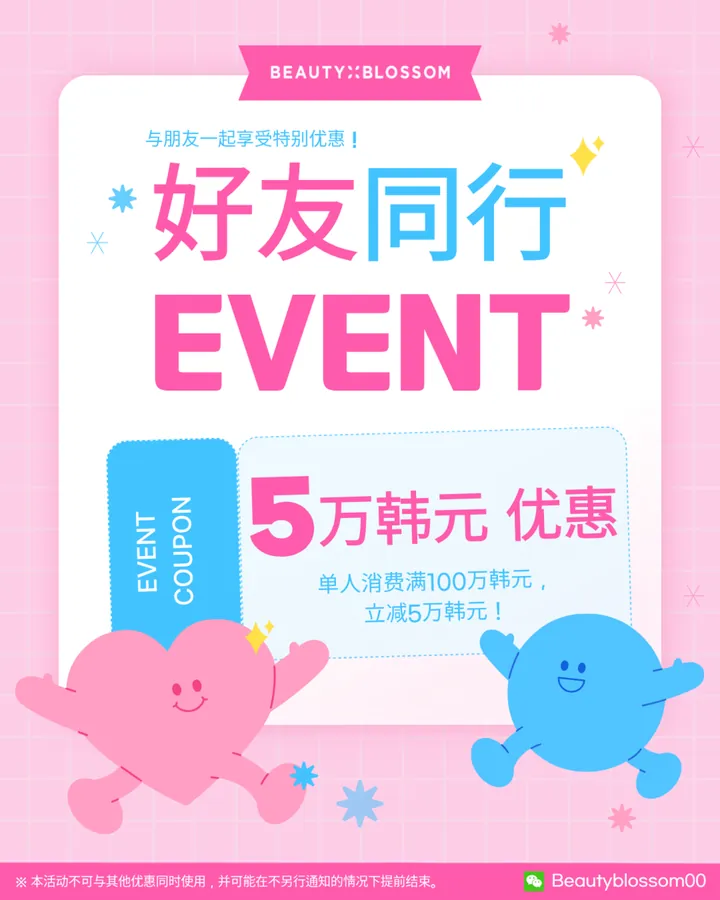 BEAUTY BLOSSOM
与朋友一起享受特别优惠！
好友同行
EVENT
EVENT
COUPON
5万韩元 优惠
单人消费满100万韩元，
立减5万韩元！
※ 本活动不可与其他优惠同时使用，并可能在不另行通知的情况下提前结束。
Beautyblossom00